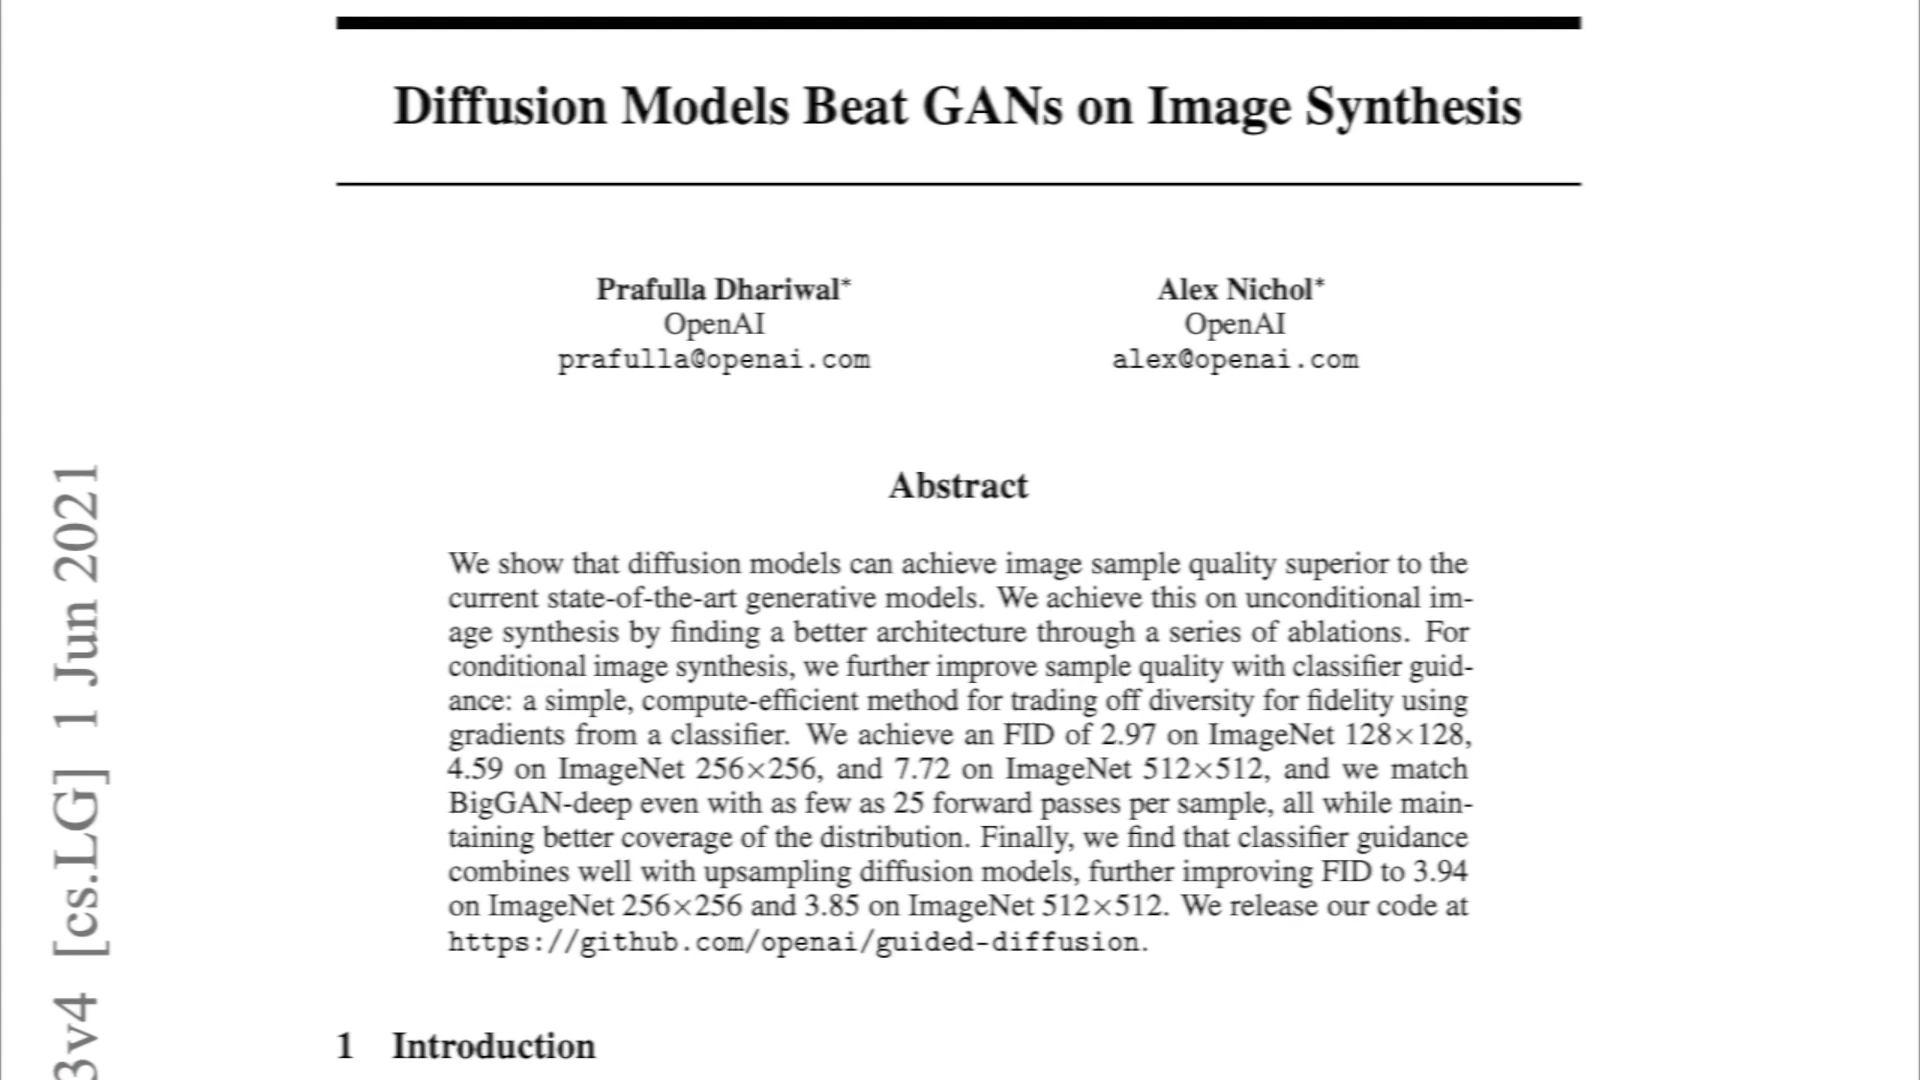 Diffusion Models Beat GANs on Image Synthesis
Prafulla Dhariwal*
OpenAI
prafulla@openai.com
Alex Nichol*
OpenAI
alex@openai.com
Abstract
We show that diffusion models can achieve image sample quality superior to the
current state-of-the-art generative models. We achieve this on unconditional im-
age synthesis by finding a better architecture through a series of ablations. For
conditional image synthesis, we further improve sample quality with classifier guid-
ance: a simple, compute-efficient method for trading off diversity for fidelity using
gradients from a classifier. We achieve an FID of 2.97 on ImageNet 128×128,
4.59 on ImageNet 256×256, and 7.72 on ImageNet 512×512, and we match
BigGAN-deep even with as few as 25 forward passes per sample, all while main-
taining better coverage of the distribution. Finally, we find that classifier guidance
combines well with upsampling diffusion models, further improving FID to 3.94
on ImageNet 256×256 and 3.85 on ImageNet 512×512. We release our code at
https://github.com/openai/guided-diffusion.
1 Introduction
3v4 [cs.LG] 1 Jun 2021